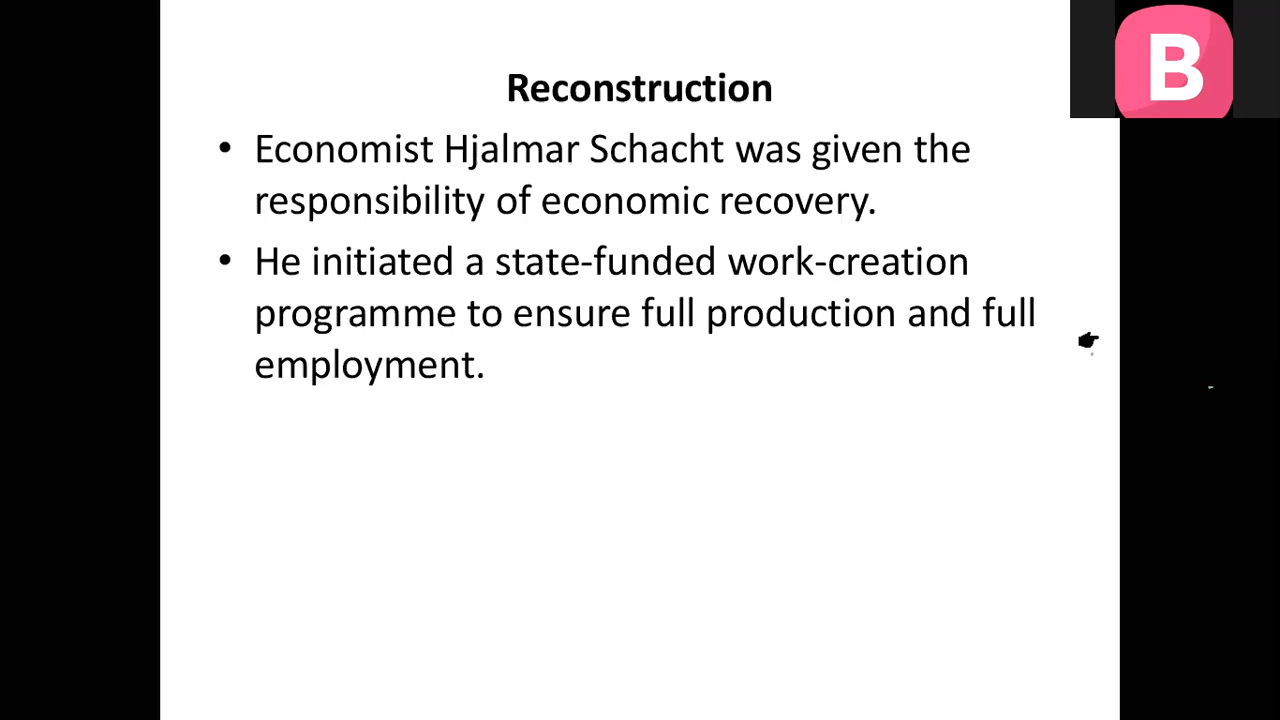 B
Reconstruction
• Economist Hjalmar Schacht was given the
responsibility of economic recovery.
• He initiated a state-funded work-creation
programme to ensure full production and full
employment.